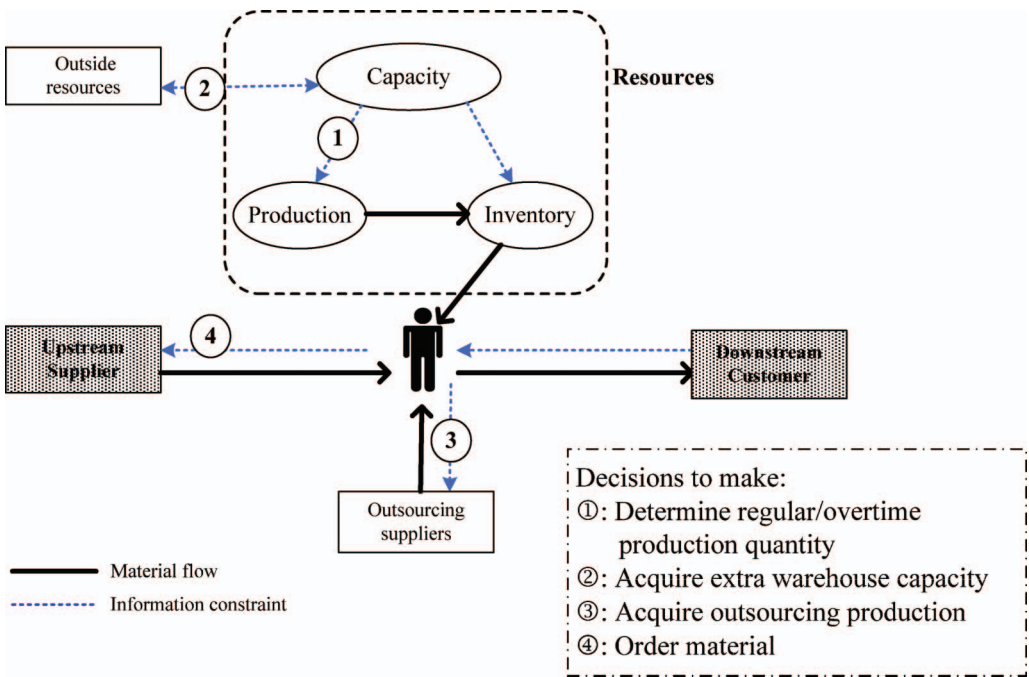 Outside
resources
2
Capacity
Resources
1
Production
Inventory
Upstream
Supplier
4
Downstream
Customer
3
Outsourcing
suppliers
Material flow
Information constraint
Decisions to make:
①: Determine regular/overtime
production quantity
②: Acquire extra warehouse capacity
③: Acquire outsourcing production
④: Order material